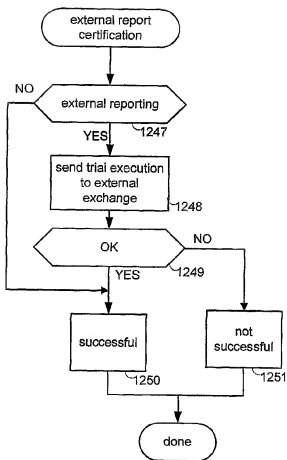 external report
certification
NO
external reporting
1247
YES
send trial execution
to external
exchange
1248
OK
NO
1249
YES
successful
1250
not
successful
1251
done